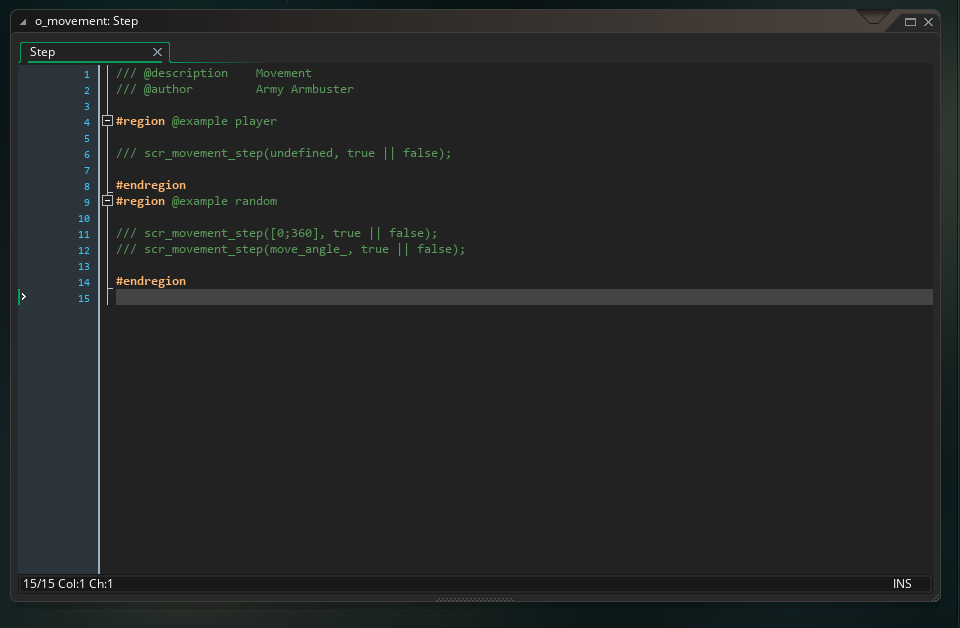 o_movement: Step
Step
1 /// @description    Movement
2 /// @author         Army Armbuster
3
4 #region @example player
5
6 /// scr_movement_step(undefined, true || false);
7
8 #endregion
9 #region @example random
10
11 /// scr_movement_step([0;360], true || false);
12 /// scr_movement_step(move_angle_, true || false);
13
14 #endregion
15
15/15 Col:1 Ch:1 INS